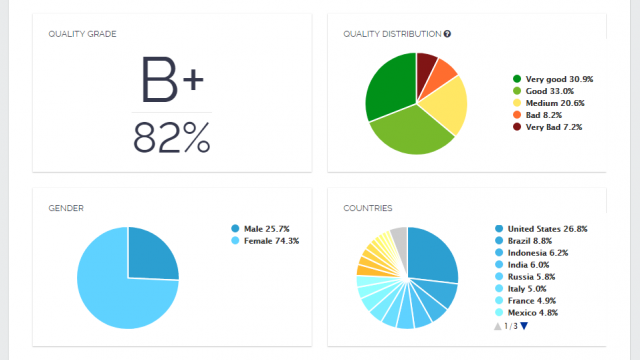 QUALITY GRADE
B+
82%
QUALITY DISTRIBUTION ?
Very good 30.9%
Good 33.0%
Medium 20.6%
Bad 8.2%
Very Bad 7.2%
GENDER
Male 25.7%
Female 74.3%
COUNTRIES
United States 26.8%
Brazil 8.8%
Indonesia 6.2%
India 6.0%
Russia 5.8%
Italy 5.0%
France 4.9%
Mexico 4.8%
1/3